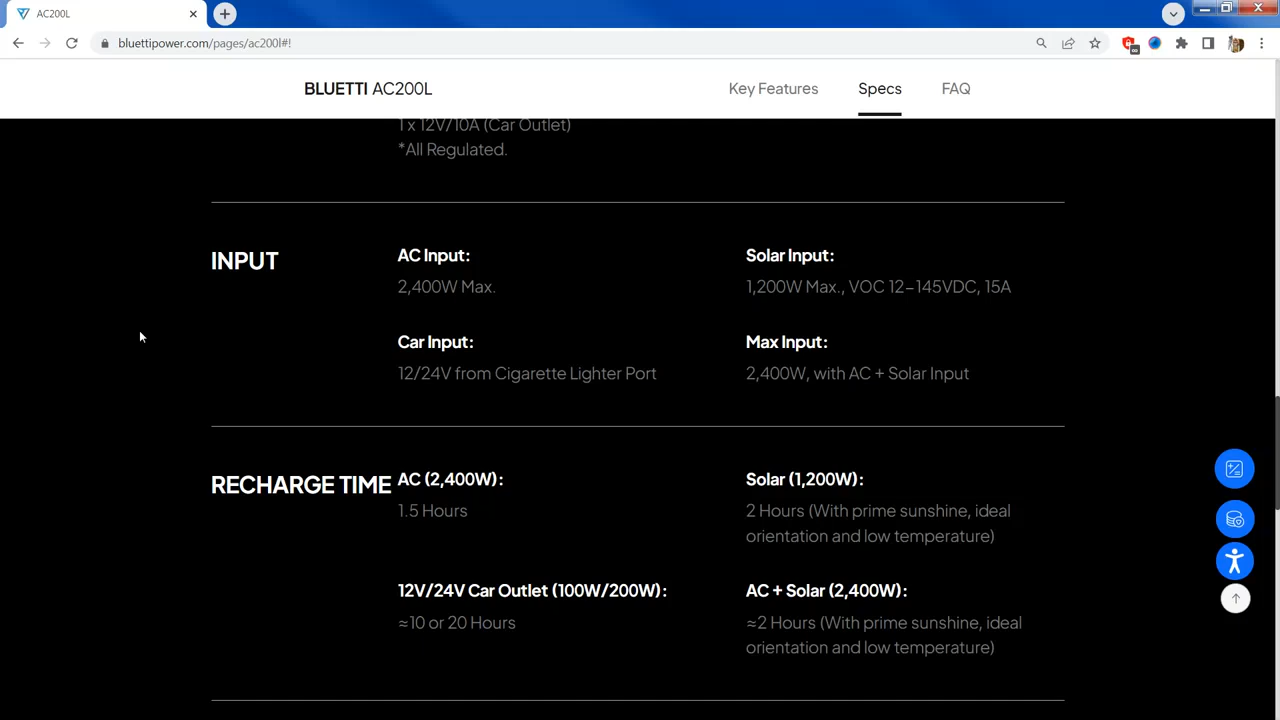 AC200L
bluettipower.com/pages/ac200l#!
BLUETTI AC200L
Key Features
Specs
FAQ
1 x 12V/10A (Car Outlet)
*All Regulated.
INPUT
AC Input:
2,400W Max.
Solar Input:
1,200W Max., VOC 12–145VDC, 15A
Car Input:
12/24V from Cigarette Lighter Port
Max Input:
2,400W, with AC + Solar Input
RECHARGE TIME
AC (2,400W):
1.5 Hours
Solar (1,200W):
2 Hours (With prime sunshine, ideal
orientation and low temperature)
12V/24V Car Outlet (100W/200W):
≈10 or 20 Hours
AC + Solar (2,400W):
≈2 Hours (With prime sunshine, ideal
orientation and low temperature)